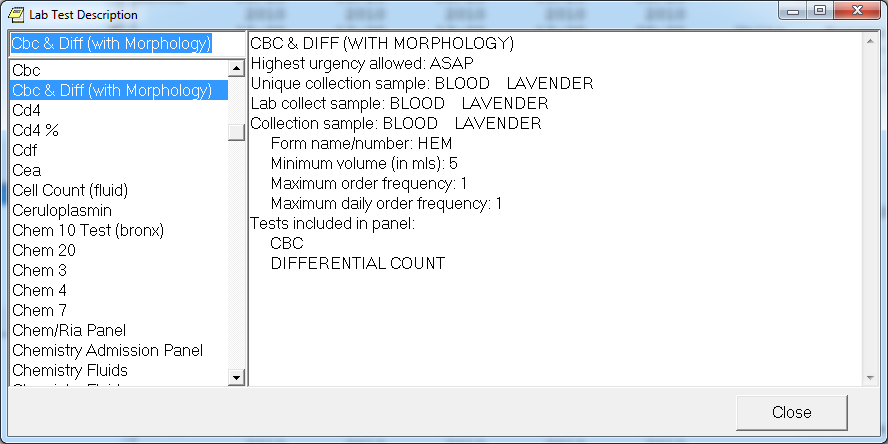 Lab Test Description
Cbc & Diff (with Morphology)
Cbc
Cbc & Diff (with Morphology)
Cd4
Cd4 %
Cdf
Cea
Cell Count (fluid)
Ceruloplasmin
Chem 10 Test (bronx)
Chem 20
Chem 3
Chem 4
Chem 7
Chem/Ria Panel
Chemistry Admission Panel
Chemistry Fluids
CBC & DIFF (WITH MORPHOLOGY)
Highest urgency allowed: ASAP
Unique collection sample: BLOOD    LAVENDER
Lab collect sample: BLOOD    LAVENDER
Collection sample: BLOOD    LAVENDER
Form name/number: HEM
Minimum volume (in mls): 5
Maximum order frequency: 1
Maximum daily order frequency: 1
Tests included in panel:
CBC
DIFFERENTIAL COUNT
Close